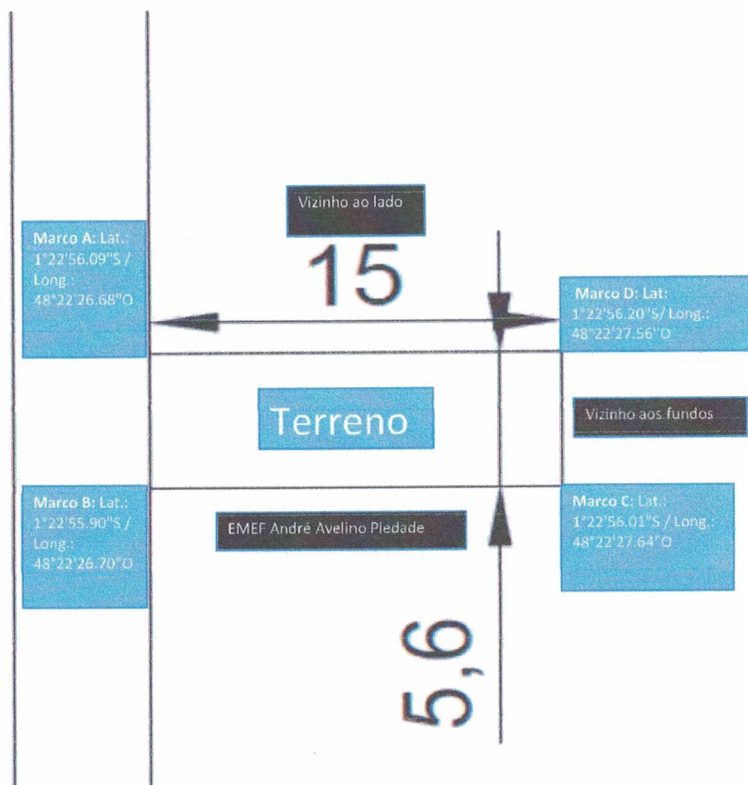 Vizinho ao lado
Marco A: Lat.:
1°22'56.09"S /
Long.:
48°22'26.68"O
15
Marco D: Lat:
1°22'56.20"S/ Long.:
48°22'27.56"O
Terreno
Vizinho aos fundos
Marco B: Lat.:
1°22'55.90"S /
Long.:
48°22'26.70"O
EMEF André Avelino Piedade
Marco C: Lat.:
1°22'56.01"S / Long.:
48°22'27.64"O
5,6